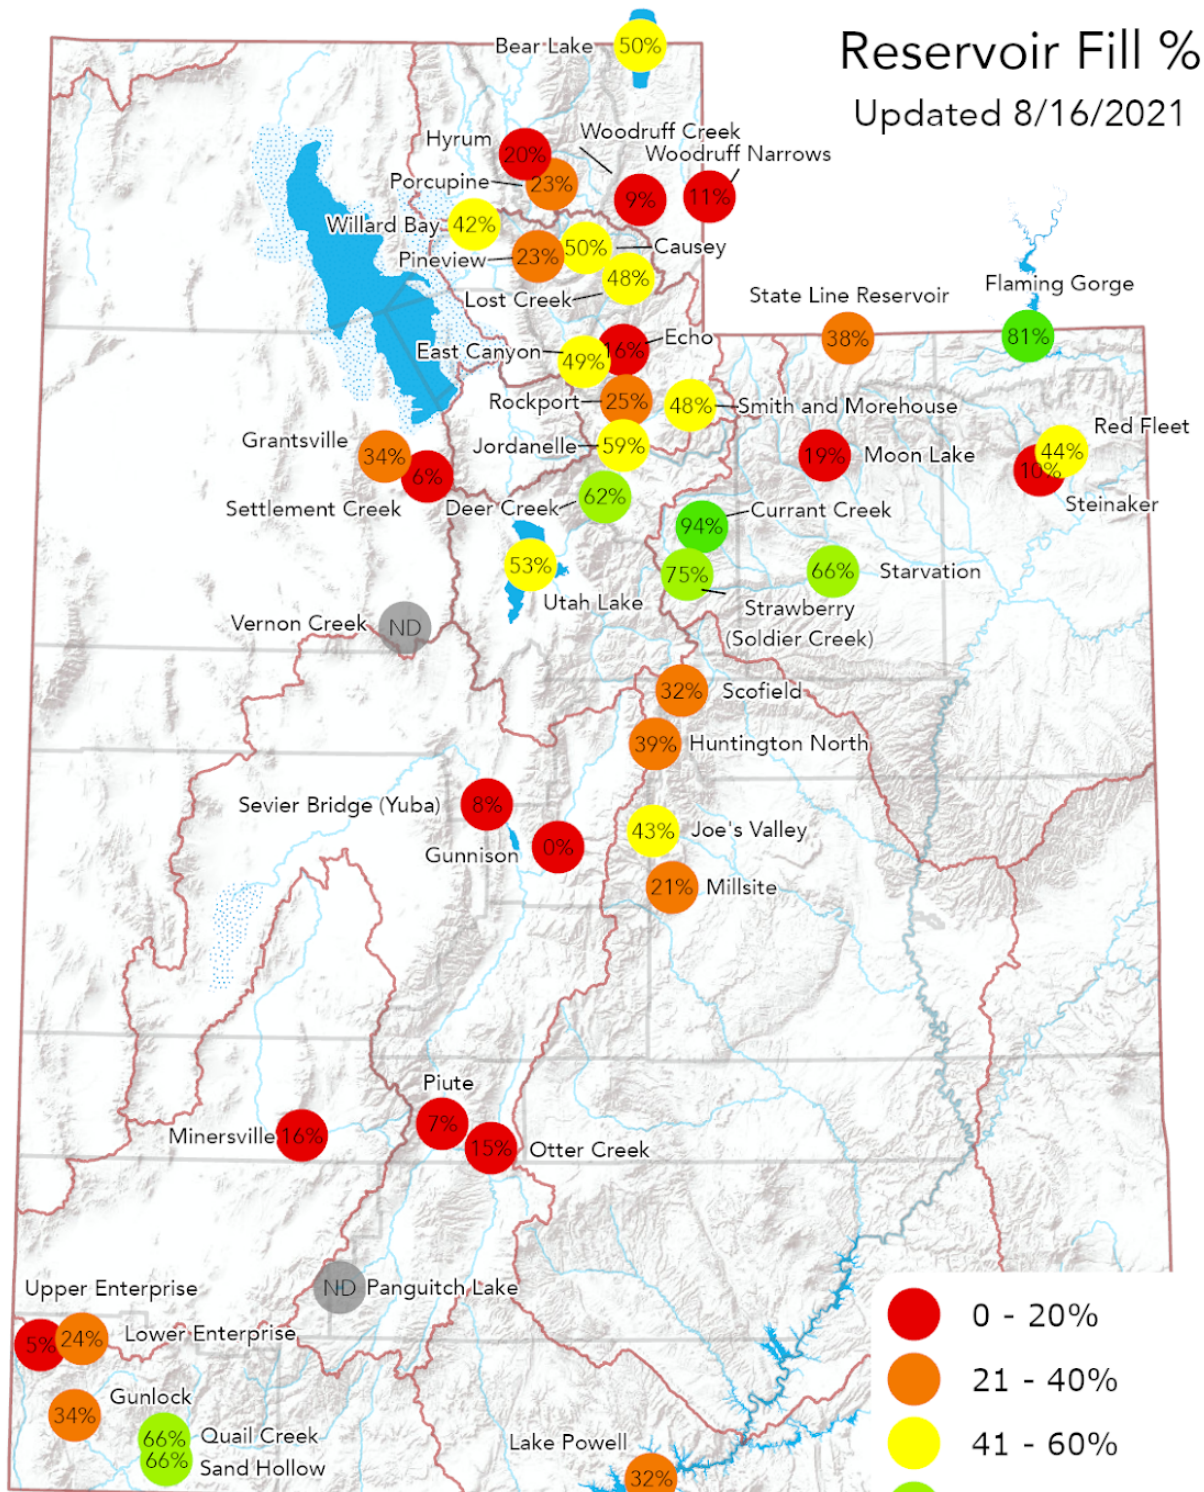 Reservoir Fill %
Updated 8/16/2021
Bear Lake
50%
Hyrum
20%
Woodruff Creek
Woodruff Narrows
Porcupine
23%
9%
11%
Willard Bay
42%
Pineview
23%
50%
Causey
Lost Creek
48%
State Line Reservoir
38%
Flaming Gorge
81%
East Canyon
49%
16%
Echo
Rockport
25%
48%
Smith and Morehouse
Jordanelle
59%
Grantsville
34%
6%
Settlement Creek
Moon Lake
19%
Red Fleet
44%
10%
Steinaker
Deer Creek
62%
94%
Currant Creek
53%
Utah Lake
75%
Strawberry
(Soldier Creek)
66%
Starvation
Vernon Creek
ND
32%
Scofield
39%
Huntington North
Sevier Bridge (Yuba)
8%
Gunnison
0%
43%
Joe's Valley
21%
Millsite
Piute
7%
Minersville
16%
15%
Otter Creek
ND
Panguitch Lake
Upper Enterprise
5%
24%
Lower Enterprise
Gunlock
34%
66%
Quail Creek
66%
Sand Hollow
Lake Powell
32%
0 - 20%
21 - 40%
41 - 60%